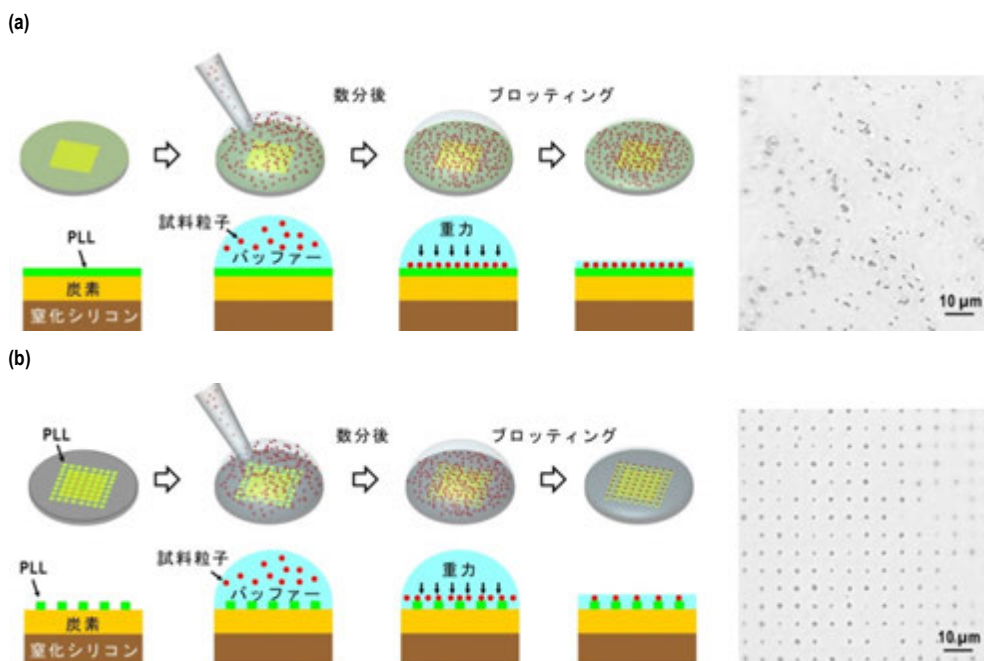 (a)
数分後
ブロッティング
PLL
試料粒子
バッファー
重力
炭素
窒化シリコン
10 μm
(b)
PLL
数分後
ブロッティング
PLL
試料粒子
バッファー
重力
炭素
窒化シリコン
10 μm